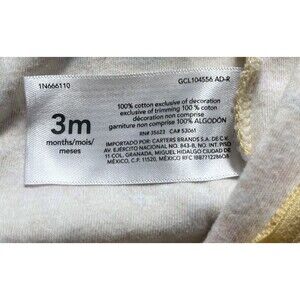 1N666110 GCL104556 AD-R
3m
months/mois/
meses
100% cotton exclusive of decoration
exclusive of trimming 100 % coton
décoration non comprise
garniture non comprise 100% ALGODÓN
RN# 35623 CA# 53061
IMPORTADO POR: CARTERS BRANDS S.A. DE C.V.
AV. EJÉRCITO NACIONAL NO. 843-B, NO. INT. PISO
11 COL. GRANADA, MIGUEL HIDALGO CIUDAD DE
MÉXICO, C.P. 11520, MÉXICO RFC